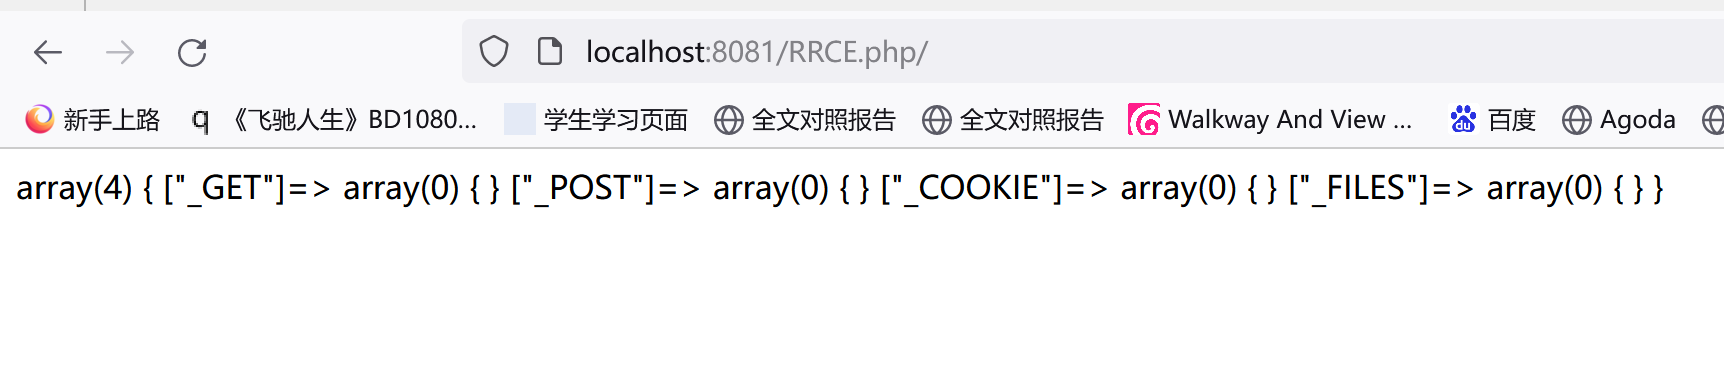 localhost:8081/RRCE.php/
新手上路 q 《飞驰人生》BD1080... 学生学习页面 全文对照报告 全文对照报告 Walkway And View ... du 百度 Agoda
array(4) { ["_GET"]=> array(0) { } ["_POST"]=> array(0) { } ["_COOKIE"]=> array(0) { } ["_FILES"]=> array(0) { } }